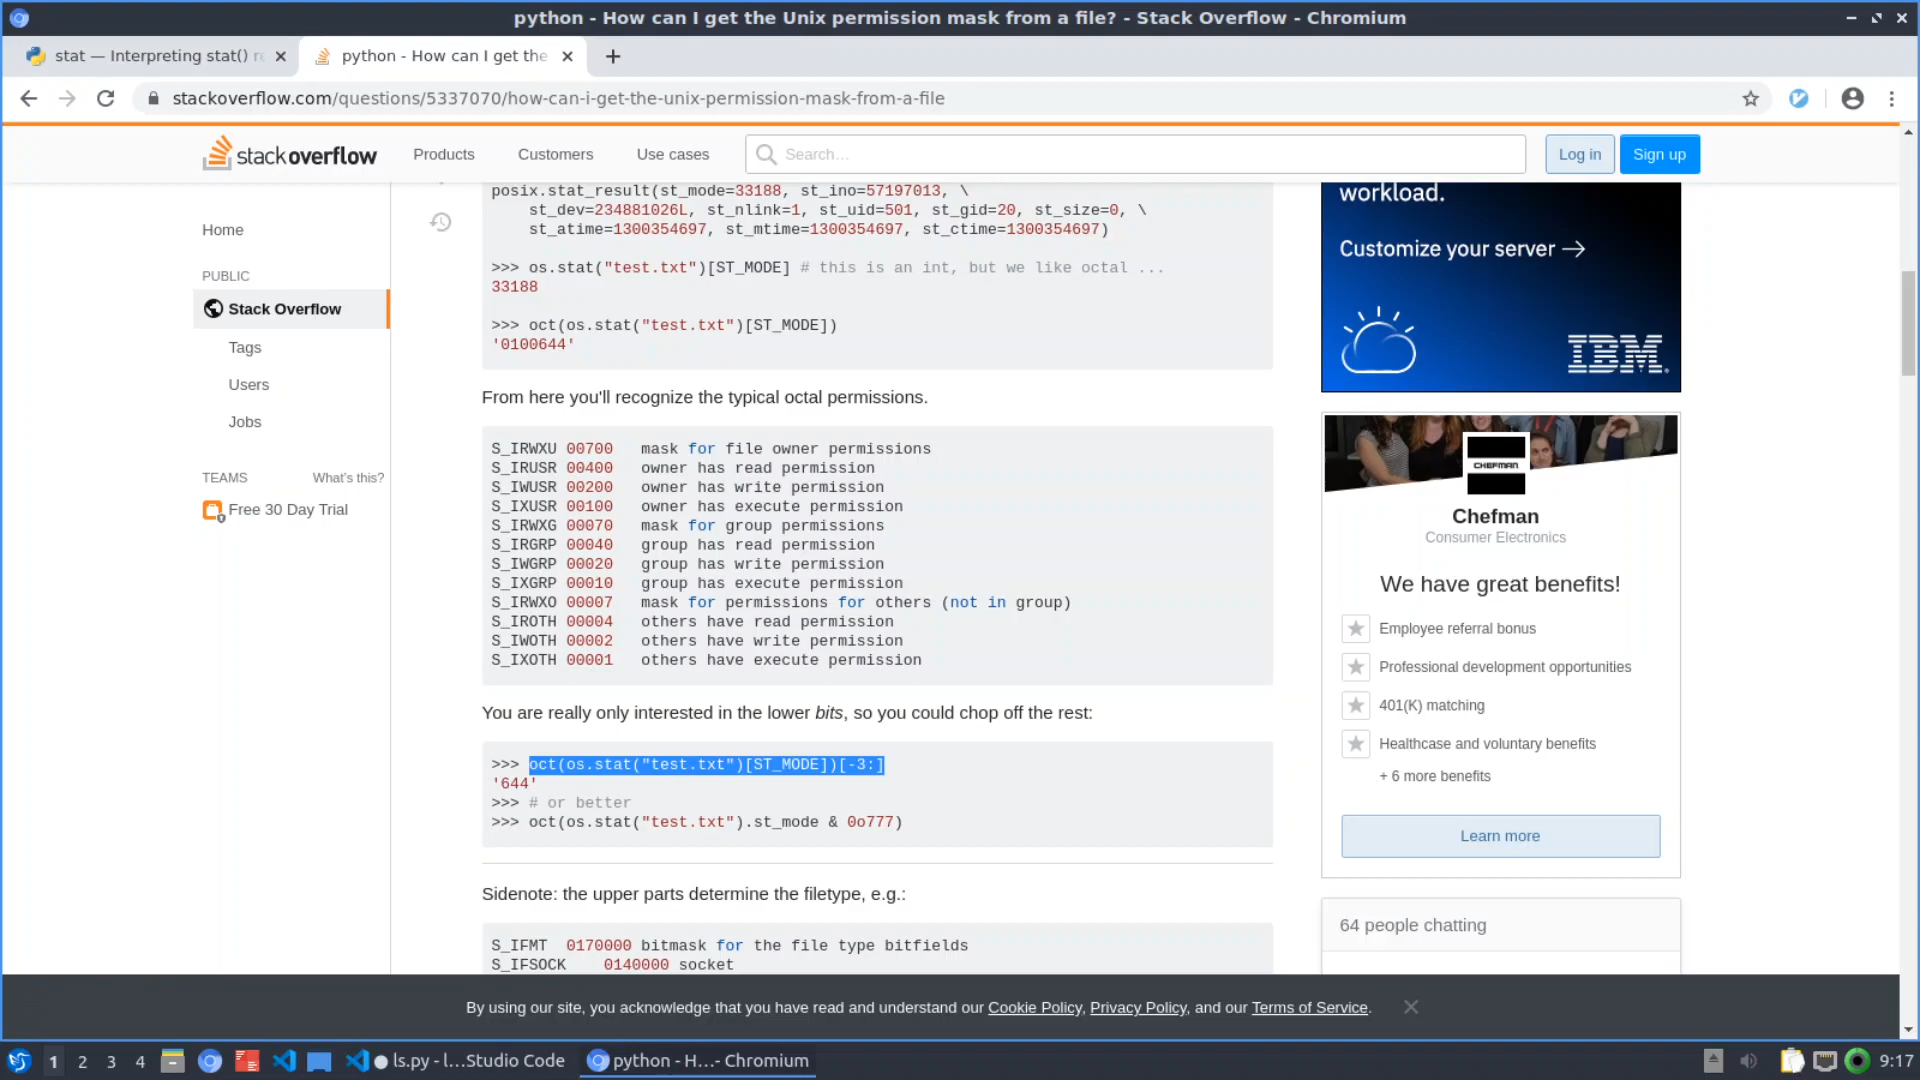 python - How can I get the Unix permission mask from a file? - Stack Overflow - Chromium
stat — Interpreting stat() re
python - How can I get the
stackoverflow.com/questions/5337070/how-can-i-get-the-unix-permission-mask-from-a-file
stack overflow
Products
Customers
Use cases
Search…
Log in
Sign up
Home
PUBLIC
Stack Overflow
Tags
Users
Jobs
TEAMS
What's this?
Free 30 Day Trial
posix.stat_result(st_mode=33188, st_ino=57197013, \
st_dev=234881026L, st_nlink=1, st_uid=501, st_gid=20, st_size=0, \
st_atime=1300354697, st_mtime=1300354697, st_ctime=1300354697)
>>> os.stat("test.txt")[ST_MODE] # this is an int, but we like octal ...
33188
>>> oct(os.stat("test.txt")[ST_MODE])
'0100644'
From here you'll recognize the typical octal permissions.
S_IRWXU 00700   mask for file owner permissions
S_IRUSR 00400   owner has read permission
S_IWUSR 00200   owner has write permission
S_IXUSR 00100   owner has execute permission
S_IRWXG 00070   mask for group permissions
S_IRGRP 00040   group has read permission
S_IWGRP 00020   group has write permission
S_IXGRP 00010   group has execute permission
S_IRWXO 00007   mask for permissions for others (not in group)
S_IROTH 00004   others have read permission
S_IWOTH 00002   others have write permission
S_IXOTH 00001   others have execute permission
You are really only interested in the lower bits, so you could chop off the rest:
>>> oct(os.stat("test.txt")[ST_MODE])[-3:]
'644'
>>> # or better
>>> oct(os.stat("test.txt").st_mode & 0o777)
Sidenote: the upper parts determine the filetype, e.g.:
S_IFMT  0170000 bitmask for the file type bitfields
S_IFSOCK    0140000 socket
workload.
Customize your server →
IBM
CHEFMAN
Chefman
Consumer Electronics
We have great benefits!
Employee referral bonus
Professional development opportunities
401(K) matching
Healthcase and voluntary benefits
+ 6 more benefits
Learn more
64 people chatting
By using our site, you acknowledge that you have read and understand our Cookie Policy, Privacy Policy, and our Terms of Service.
1 2 3 4
ls.py - l...Studio Code
python - H...- Chromium
9:17